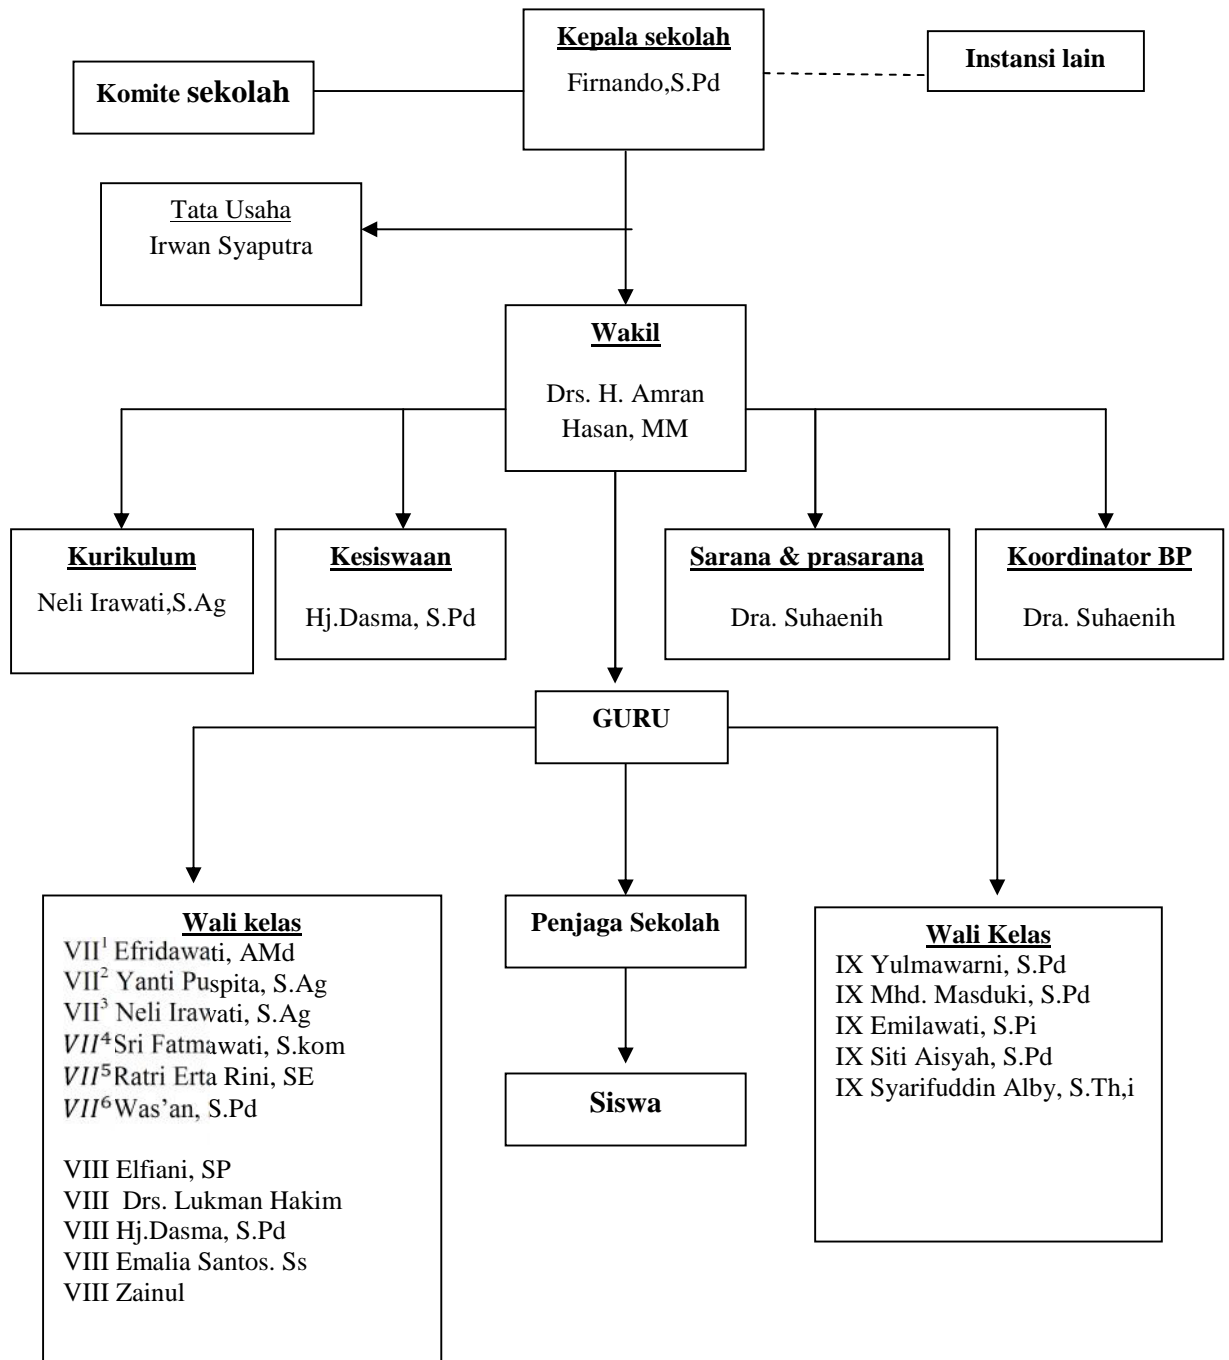 Kepala sekolah
Firnando,S.Pd
Instansi lain
Komite sekolah
Tata Usaha
Irwan Syaputra
Wakil
Drs. H. Amran
Hasan, MM
Kurikulum
Neli Irawati,S.Ag
Kesiswaan
Hj.Dasma, S.Pd
Sarana & prasarana
Dra. Suhaenih
Koordinator BP
Dra. Suhaenih
GURU
Wali kelas
VII¹ Efridawati, AMd
VII² Yanti Puspita, S.Ag
VII³ Neli Irawati, S.Ag
VII⁴ Sri Fatmawati, S.kom
VII⁵ Ratri Erta Rini, SE
VII⁶ Was’an, S.Pd
VIII Elfiani, SP
VIII Drs. Lukman Hakim
VIII Hj.Dasma, S.Pd
VIII Emalia Santos. Ss
VIII Zainul
Penjaga Sekolah
Siswa
Wali Kelas
IX Yulmawarni, S.Pd
IX Mhd. Masduki, S.Pd
IX Emilawati, S.Pi
IX Siti Aisyah, S.Pd
IX Syarifuddin Alby, S.Th,i